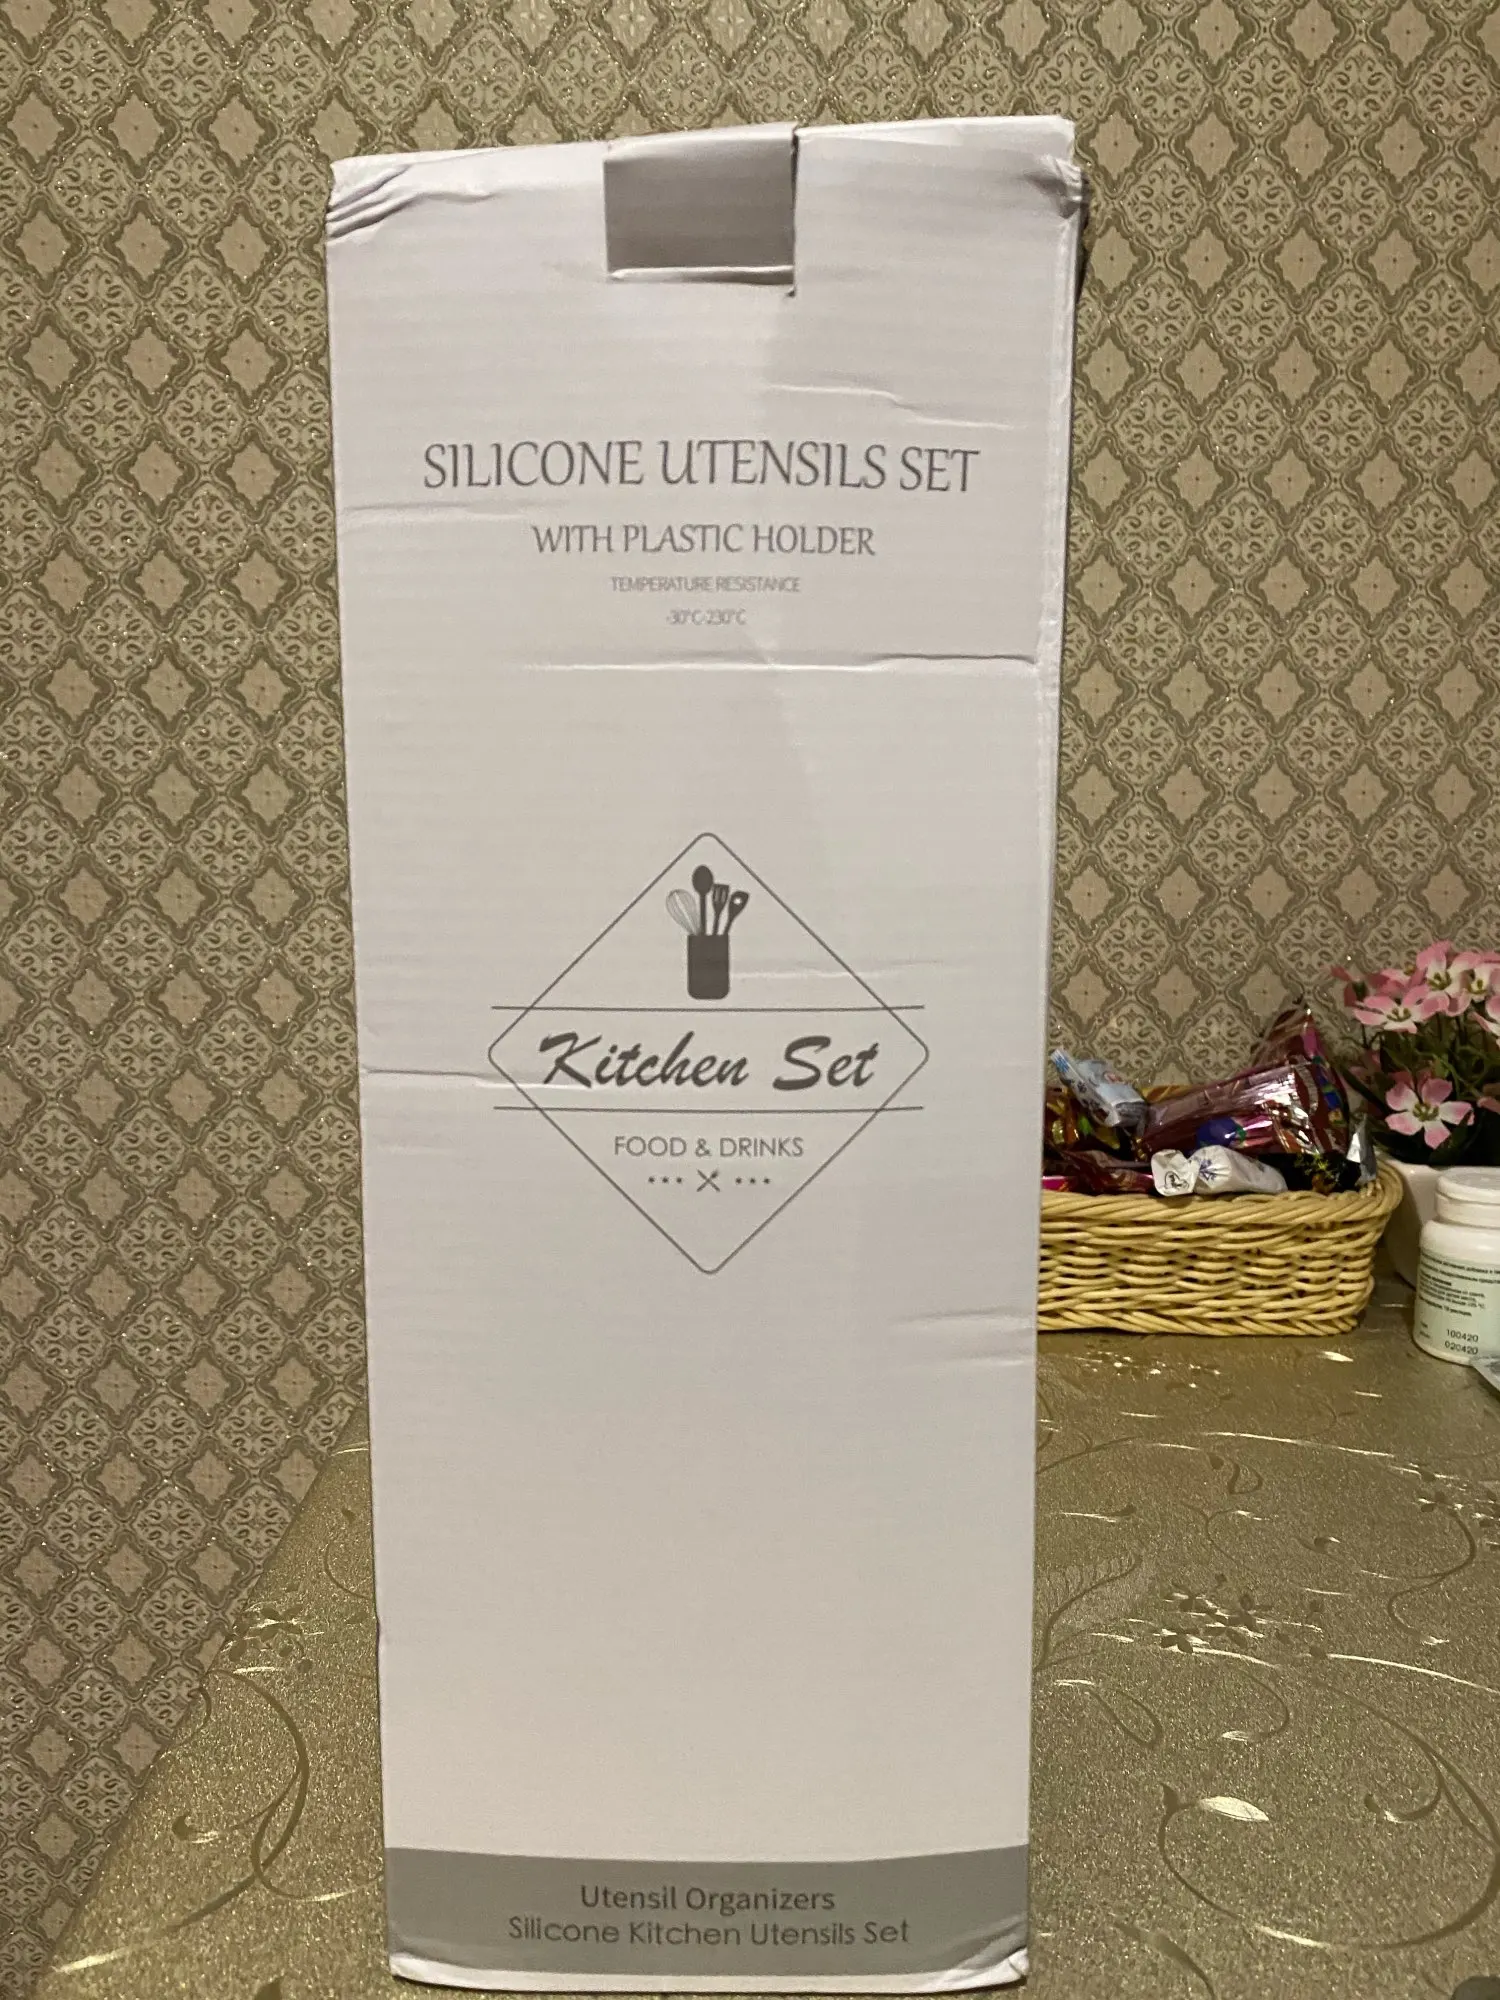 SILICONE UTENSILS SET
WITH PLASTIC HOLDER
TEMPERATURE RESISTANCE
-30°C-230°C
Kitchen Set
FOOD & DRINKS
Utensil Organizers
Silicone Kitchen Utensils Set
100420
020420